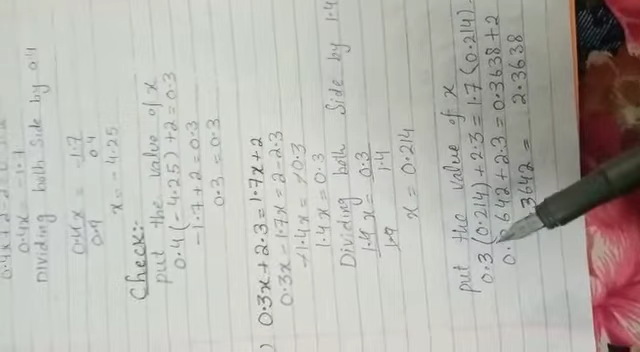 0.4x = -1.7
Dividing both side by 0.4
0.4x = -1.7
0.4 0.4
x = -4.25
Check:-
put the value of x
0.4(-4.25)+2=0.3
-1.7+2=0.3
0.3=0.3
) 0.3x+2.3=1.7x+2
0.3x-1.7x=2-2.3
-1.4x=-0.3
1.4x=0.3
Dividing both side by 1.4
1.4x = 0.3
1.4 1.4
x=0.214
put the value of x
0.3(0.214)+2.3=1.7(0.214)
642+2.3=0.3638+2
3642= 2.3638